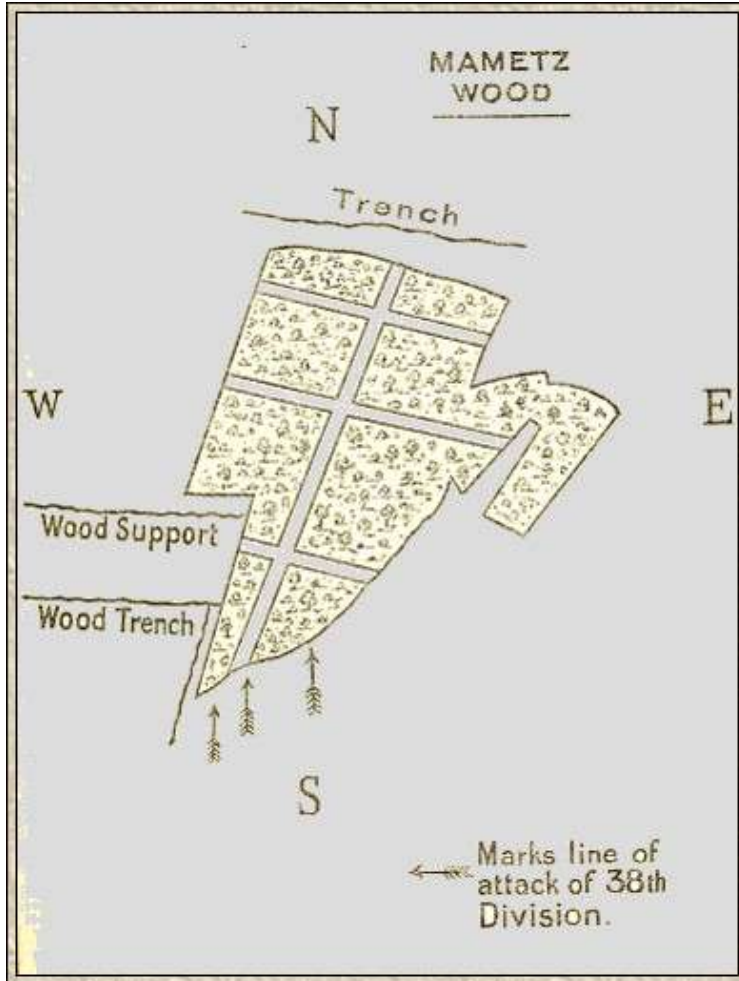 MAMETZ
WOOD
N
Trench
W
E
Wood Support
Wood Trench
S
Marks line of
attack of 38th
Division.